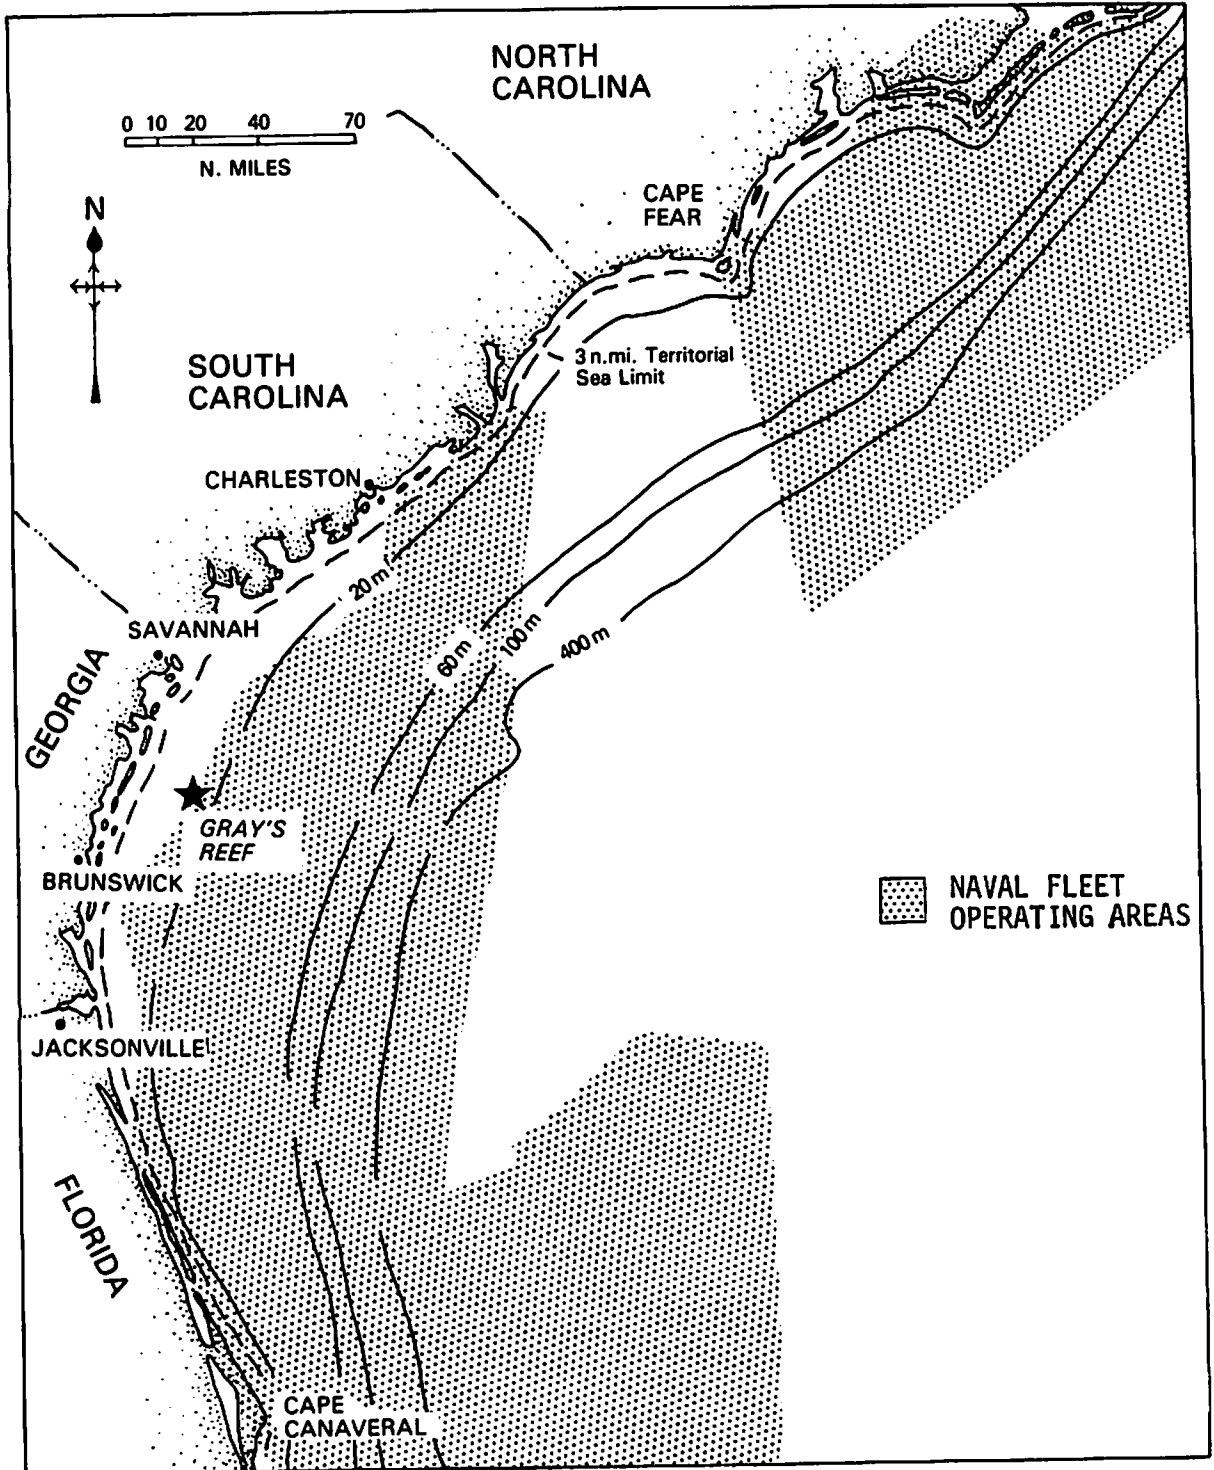 NORTH
CAROLINA
0 10 20 40 70
N. MILES
CAPE
FEAR
N
3 n.mi. Territorial
Sea Limit
SOUTH
CAROLINA
CHARLESTON
20 m
SAVANNAH
60 m
100 m
400 m
GEORGIA
GRAY'S
REEF
BRUNSWICK
NAVAL FLEET
OPERATING AREAS
JACKSONVILLE
FLORIDA
CAPE
CANAVERAL